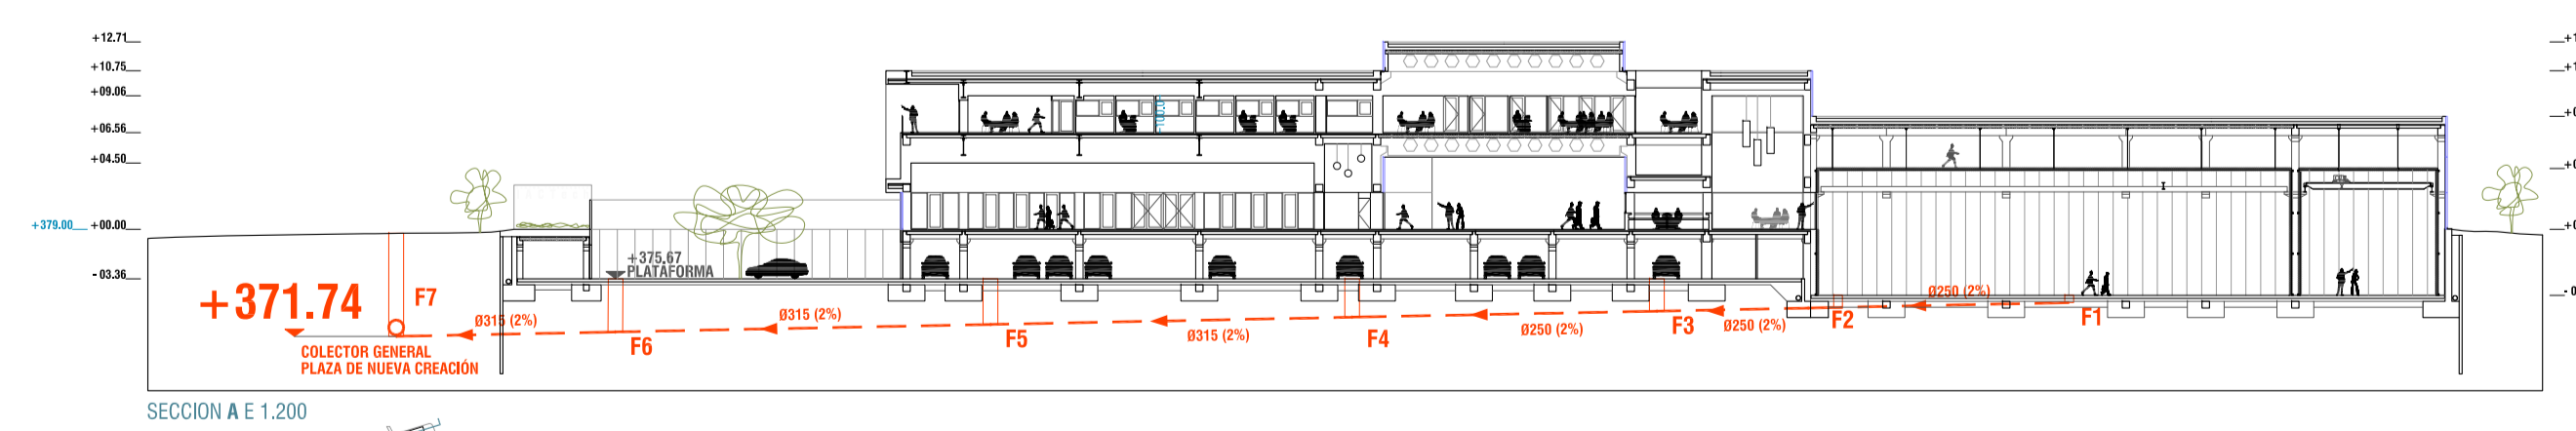 +12.71
+10.75
+09.06
+06.56
+04.50
+379.00 +00.00
- 03.36
+375.67
PLATAFORMA
+371.74
F7
Ø315 (2%)
Ø315 (2%)
Ø315 (2%)
Ø250 (2%)
Ø250 (2%)
Ø250 (2%)
F6
F5
F4
F3
F2
F1
COLECTOR GENERAL
PLAZA DE NUEVA CREACIÓN
SECCION A E 1.200